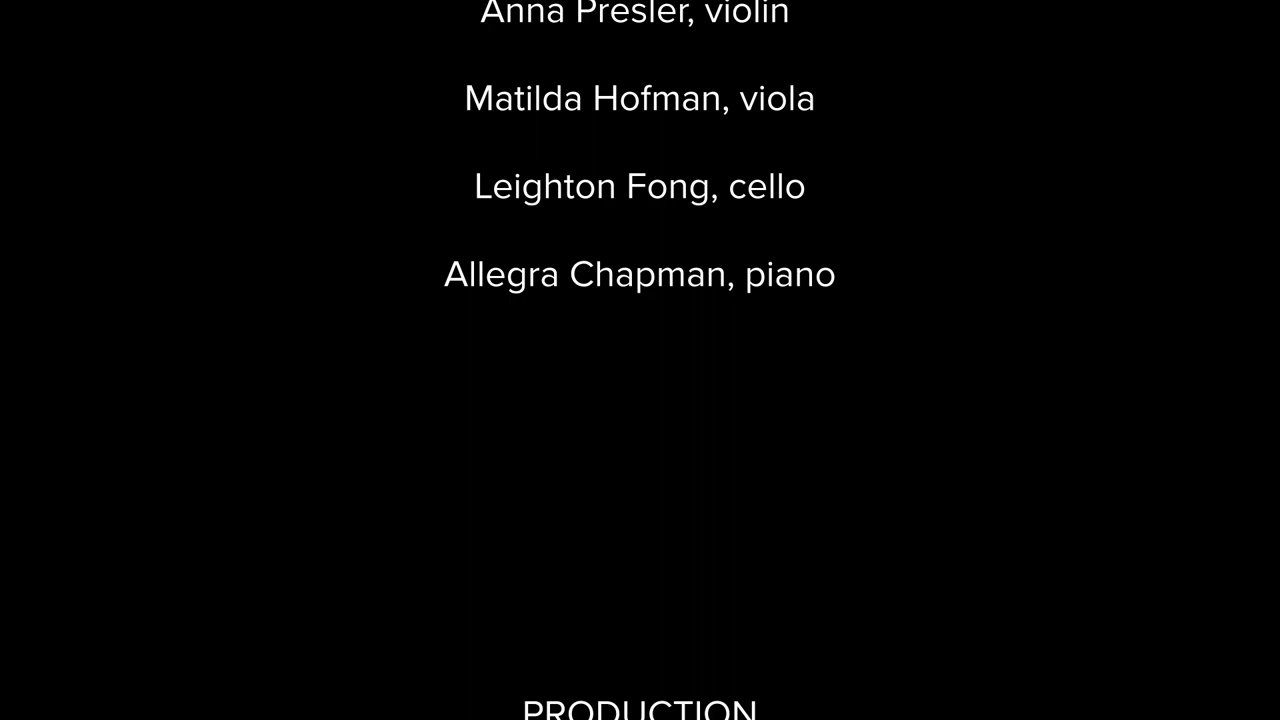 Anna Presler, violin
Matilda Hofman, viola
Leighton Fong, cello
Allegra Chapman, piano
PRODUCTION